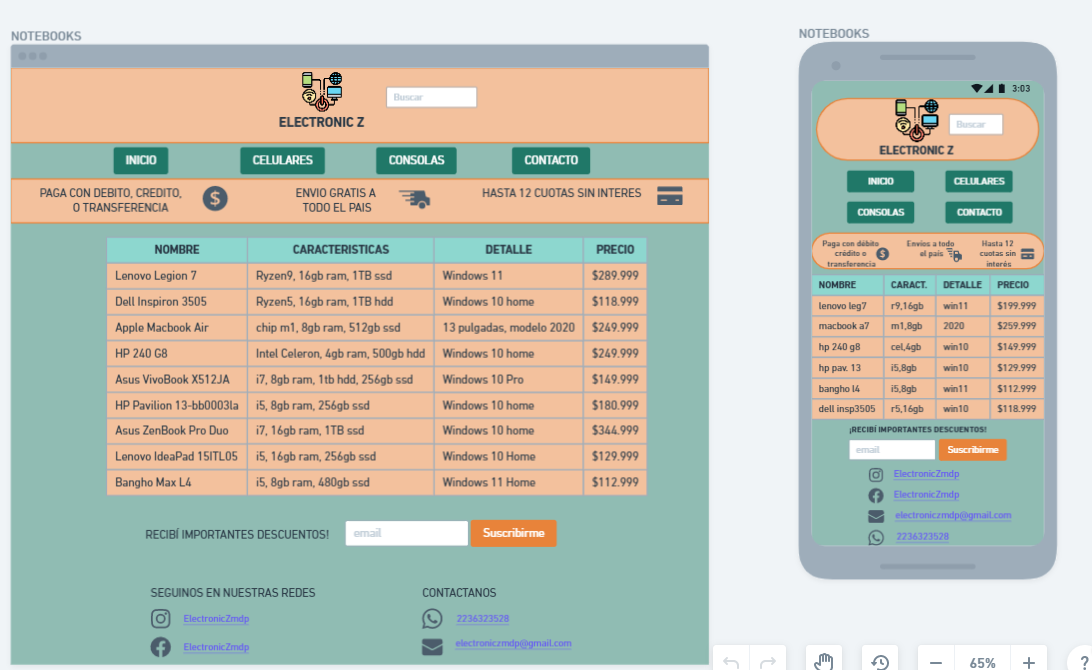 NOTEBOOKS
Buscar
ELECTRONIC Z
INICIO CELULARES CONSOLAS CONTACTO
PAGA CON DEBITO, CREDITO,
O TRANSFERENCIA
$
ENVIO GRATIS A
TODO EL PAIS
HASTA 12 CUOTAS SIN INTERES
NOMBRE CARACTERISTICAS DETALLE PRECIO
Lenovo Legion 7 Ryzen9, 16gb ram, 1TB ssd Windows 11 $289.999
Dell Inspiron 3505 Ryzen5, 16gb ram, 1TB hdd Windows 10 home $118.999
Apple Macbook Air chip m1, 8gb ram, 512gb ssd 13 pulgadas, modelo 2020 $249.999
HP 240 G8 Intel Celeron, 4gb ram, 500gb hdd Windows 10 home $249.999
Asus VivoBook X512JA i7, 8gb ram, 1tb hdd, 256gb ssd Windows 10 Pro $149.999
HP Pavilion 13-bb0003la i5, 8gb ram, 256gb ssd Windows 10 home $180.999
Asus ZenBook Pro Duo i7, 16gb ram, 1TB ssd Windows 10 home $344.999
Lenovo IdeaPad 15ITL05 i5, 16gb ram, 256gb ssd Windows 10 Home $129.999
Bangho Max L4 i5, 8gb ram, 480gb ssd Windows 11 Home $112.999
RECIBÍ IMPORTANTES DESCUENTOS! email Suscribirme
SEGUINOS EN NUESTRAS REDES
ElectronicZmdp
ElectronicZmdp
CONTACTANOS
2236323528
electroniczmdp@gmail.com
NOTEBOOKS
3:03
Buscar
ELECTRONIC Z
INICIO CELULARES
CONSOLAS CONTACTO
Paga con débito
crédito o
transferencia
$
Envios a todo
el país
Hasta 12
cuotas sin
interés
NOMBRE CARACT. DETALLE PRECIO
lenovo leg7 r9,16gb win11 $199.999
macbook a7 m1,8gb 2020 $259.999
hp 240 g8 cel,4gb win10 $149.999
hp pav. 13 i5,8gb win10 $129.999
bangho l4 i5,8gb win11 $112.999
dell insp3505 r5,16gb win10 $118.999
¡RECIBÍ IMPORTANTES DESCUENTOS!
email Suscribirme
ElectronicZmdp
ElectronicZmdp
electroniczmdp@gmail.com
2236323528
65%
?